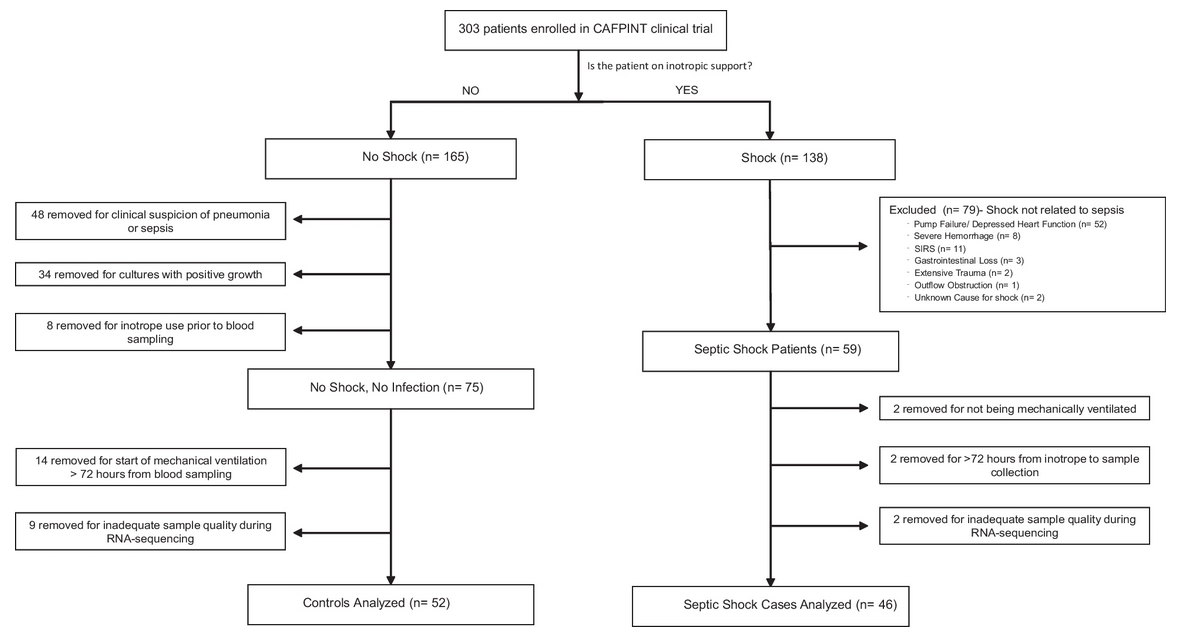 303 patients enrolled in CAFPINT clinical trial
Is the patient on inotropic support?
NO
YES
No Shock (n= 165)
Shock (n= 138)
48 removed for clinical suspicion of pneumonia
or sepsis
34 removed for cultures with positive growth
8 removed for inotrope use prior to blood
sampling
Excluded (n= 79)- Shock not related to sepsis
· Pump Failure/ Depressed Heart Function (n= 52)
· Severe Hemorrhage (n= 8)
· SIRS (n= 11)
· Gastrointestinal Loss (n= 3)
· Extensive Trauma (n= 2)
· Outflow Obstruction (n= 1)
· Unknown Cause for shock (n= 2)
No Shock, No Infection (n= 75)
Septic Shock Patients (n= 59)
14 removed for start of mechanical ventilation
> 72 hours from blood sampling
9 removed for inadequate sample quality during
RNA-sequencing
2 removed for not being mechanically ventilated
2 removed for >72 hours from inotrope to sample
collection
2 removed for inadequate sample quality during
RNA-sequencing
Controls Analyzed (n= 52)
Septic Shock Cases Analyzed (n= 46)